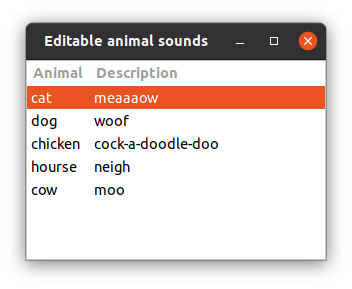 Editable animal sounds
Animal Description
cat meaaaow
dog woof
chicken cock-a-doodle-doo
hourse neigh
cow moo